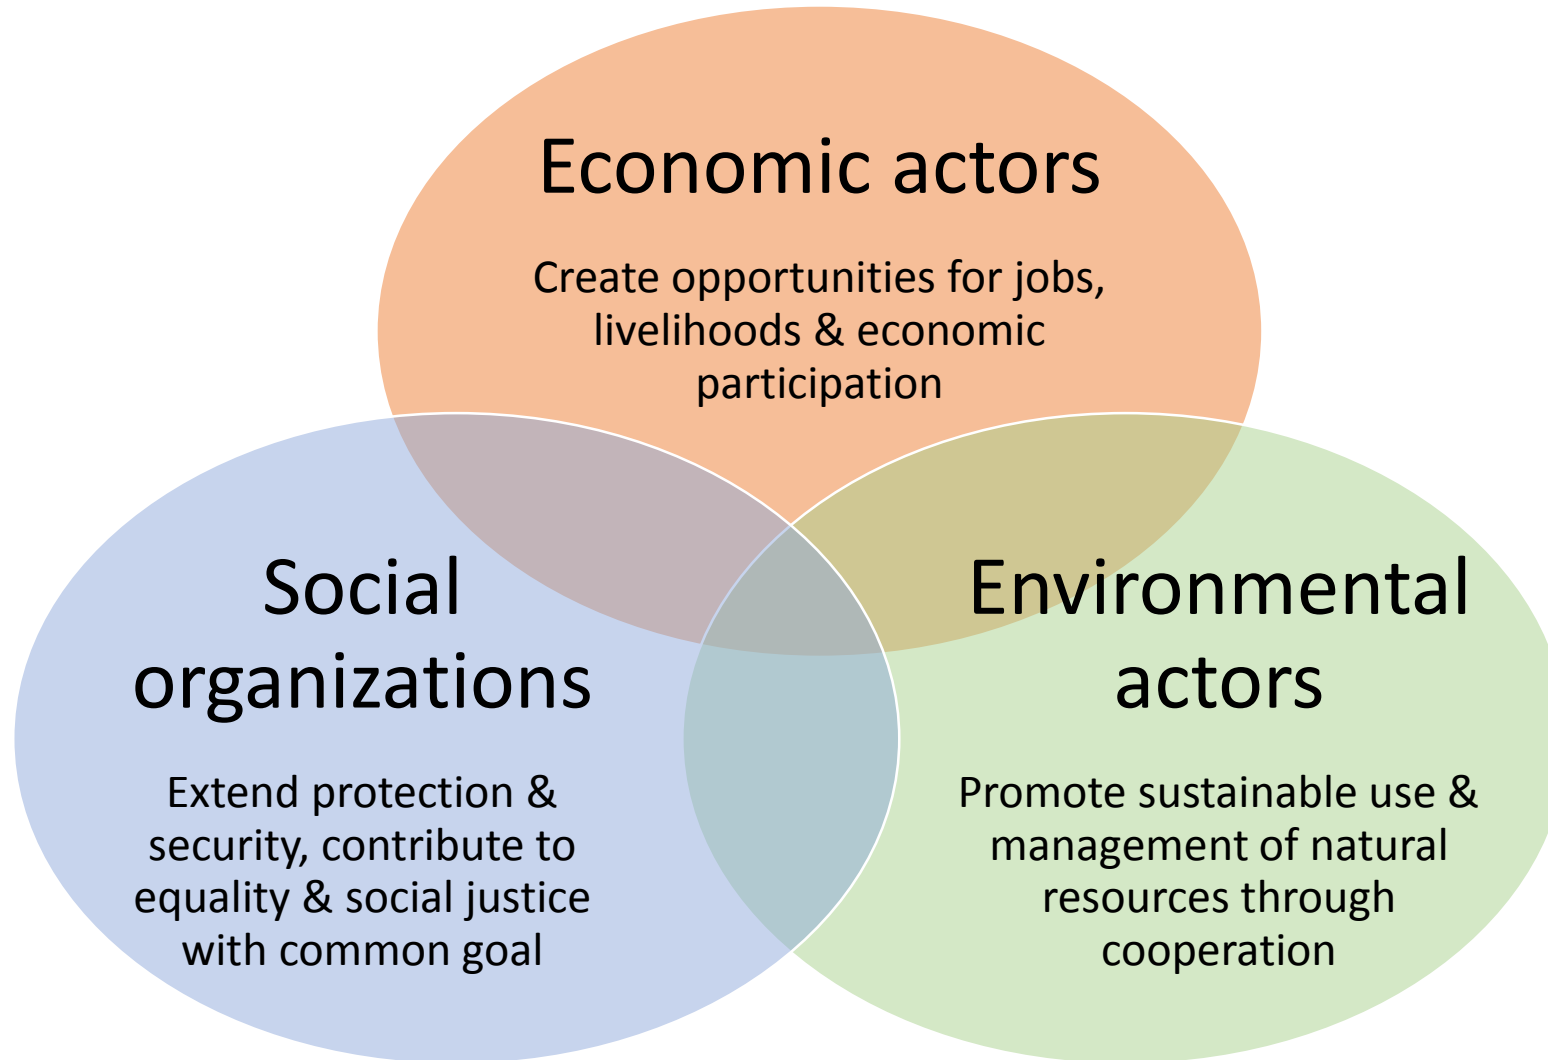 Economic actors
Create opportunities for jobs,
livelihoods & economic
participation
Social
organizations
Extend protection &
security, contribute to
equality & social justice
with common goal
Environmental
actors
Promote sustainable use &
management of natural
resources through
cooperation